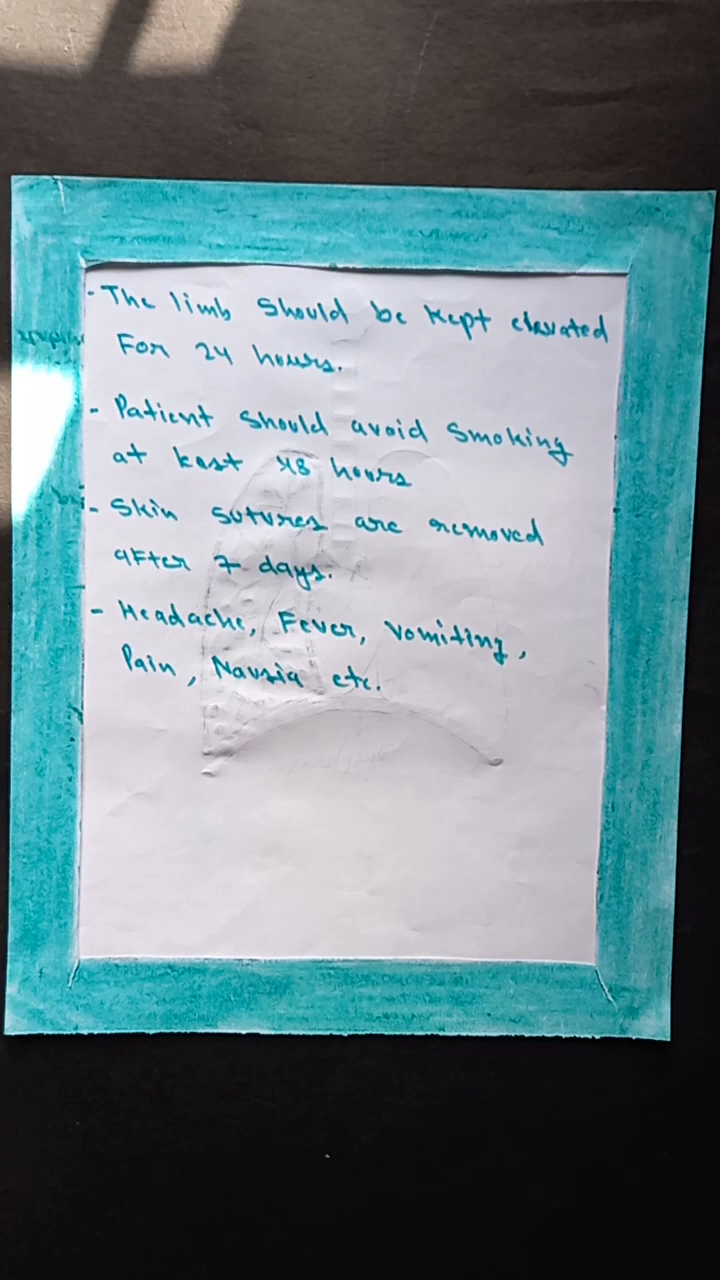 - The limb should be kept elevated
For 24 hours.
- Patient should avoid smoking
at least 48 hours
- Skin sutures are removed
after 7 days.
- Headache, Fever, Vomiting,
Pain, Nausia etc.